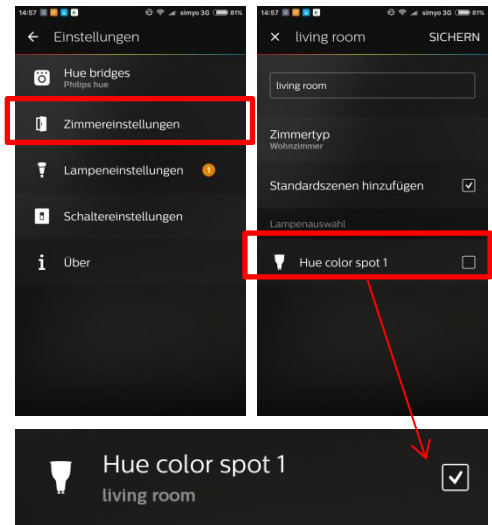 14:57
simyo 3G
81%
Einstellungen
Hue bridges
Philips hue
Zimmereinstellungen
Lampeneinstellungen
1
Schaltereinstellungen
Über
14:57
simyo 3G
81%
living room
SICHERN
living room
Zimmertyp
Wohnzimmer
Standardszenen hinzufügen
Lampenauswahl
Hue color spot 1
Hue color spot 1
living room